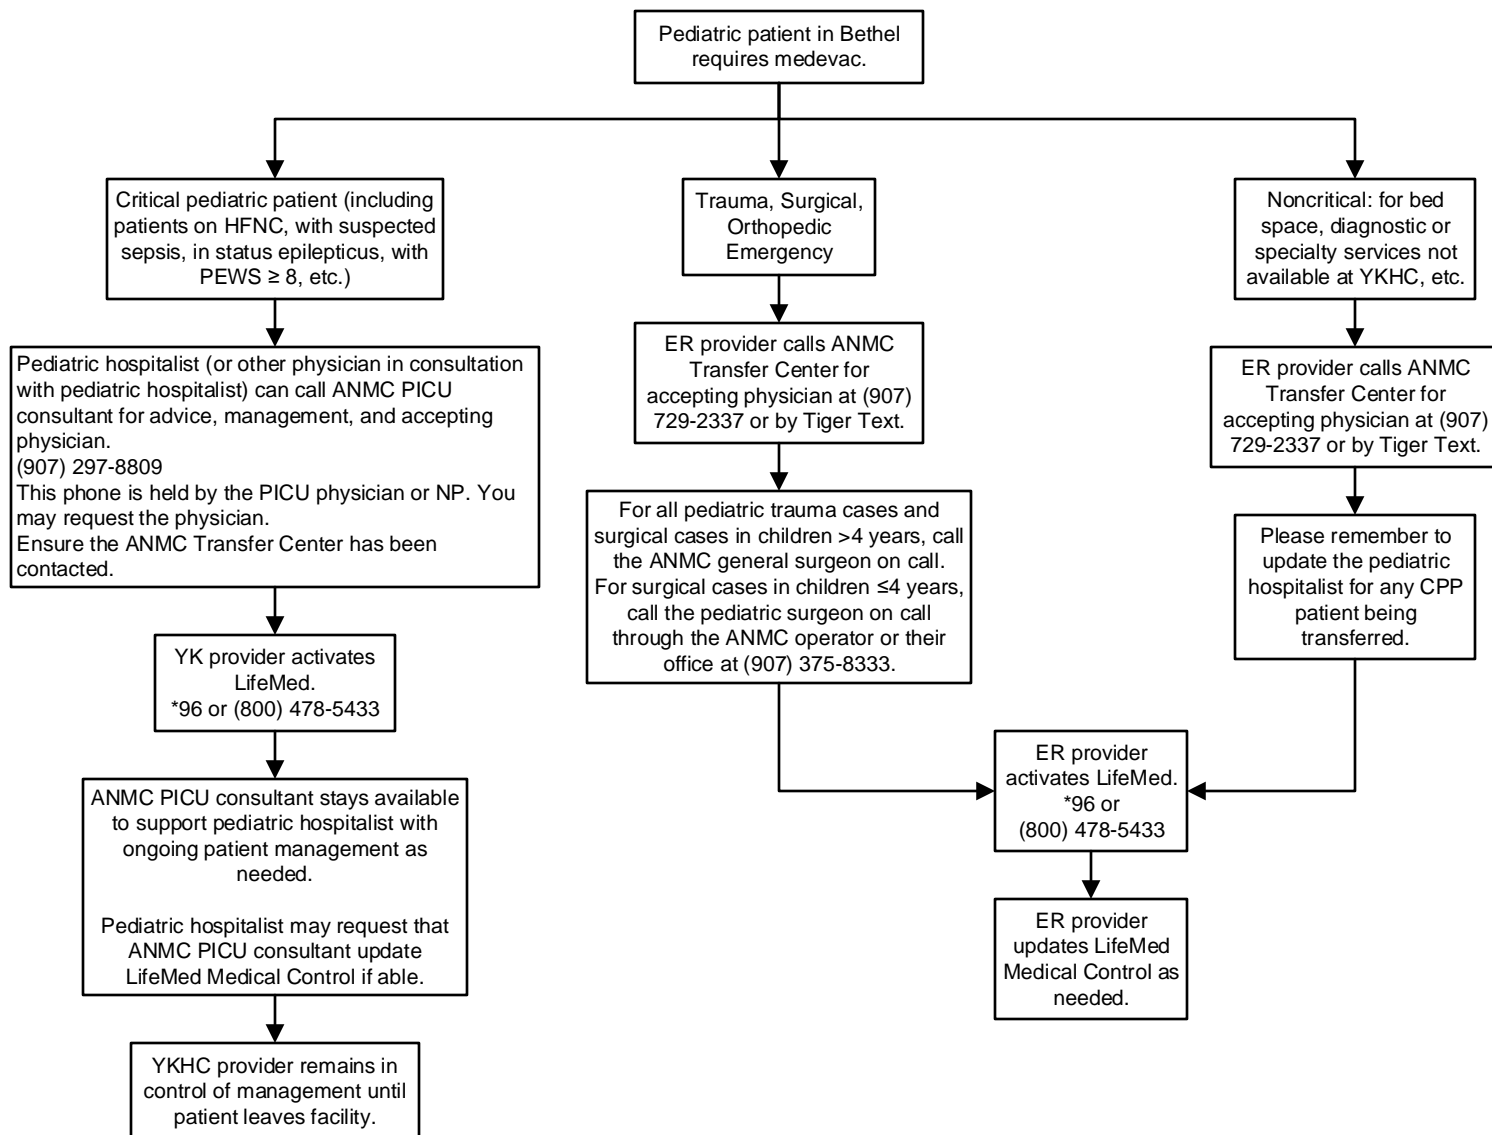 Pediatric patient in Bethel
requires medevac.
Critical pediatric patient (including
patients on HFNC, with suspected
sepsis, in status epilepticus, with
PEWS ≥ 8, etc.)
Pediatric hospitalist (or other physician in consultation
with pediatric hospitalist) can call ANMC PICU
consultant for advice, management, and accepting
physician.
(907) 297-8809
This phone is held by the PICU physician or NP. You
may request the physician.
Ensure the ANMC Transfer Center has been
contacted.
YK provider activates
LifeMed.
*96 or (800) 478-5433
ANMC PICU consultant stays available
to support pediatric hospitalist with
ongoing patient management as
needed.
Pediatric hospitalist may request that
ANMC PICU consultant update
LifeMed Medical Control if able.
YKHC provider remains in
control of management until
patient leaves facility.
Trauma, Surgical,
Orthopedic
Emergency
ER provider calls ANMC
Transfer Center for
accepting physician at (907)
729-2337 or by Tiger Text.
For all pediatric trauma cases and
surgical cases in children >4 years, call
the ANMC general surgeon on call.
For surgical cases in children ≤4 years,
call the pediatric surgeon on call
through the ANMC operator or their
office at (907) 375-8333.
Noncritical: for bed
space, diagnostic or
specialty services not
available at YKHC, etc.
ER provider calls ANMC
Transfer Center for
accepting physician at (907)
729-2337 or by Tiger Text.
Please remember to
update the pediatric
hospitalist for any CPP
patient being
transferred.
ER provider
activates LifeMed.
*96 or
(800) 478-5433
ER provider
updates LifeMed
Medical Control as
needed.